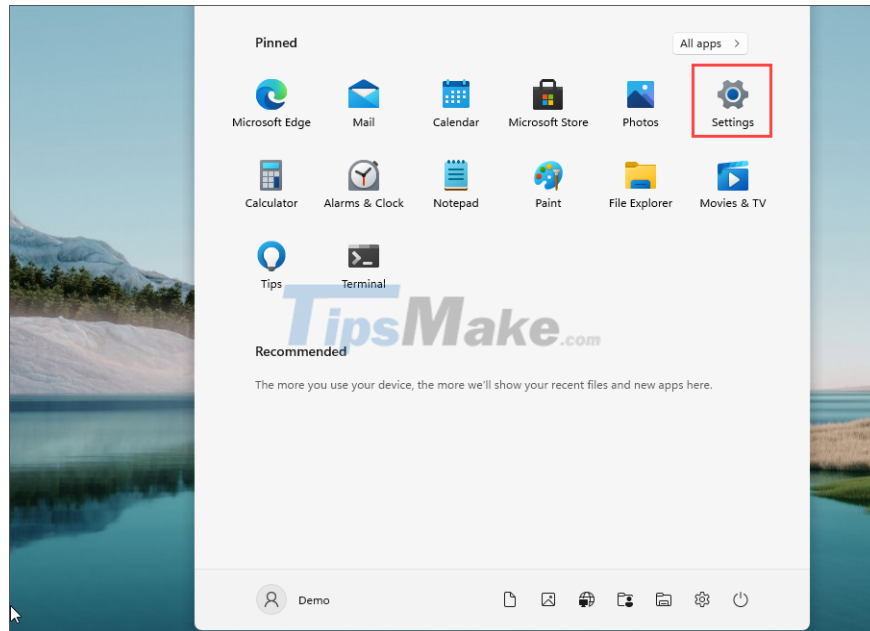 Pinned
All apps >
Microsoft Edge Mail Calendar Microsoft Store Photos Settings
Calculator Alarms & Clock Notepad Paint File Explorer Movies & TV
Tips Terminal
TipsMake.com
Recommended
The more you use your device, the more we'll show your recent files and new apps here.
Demo